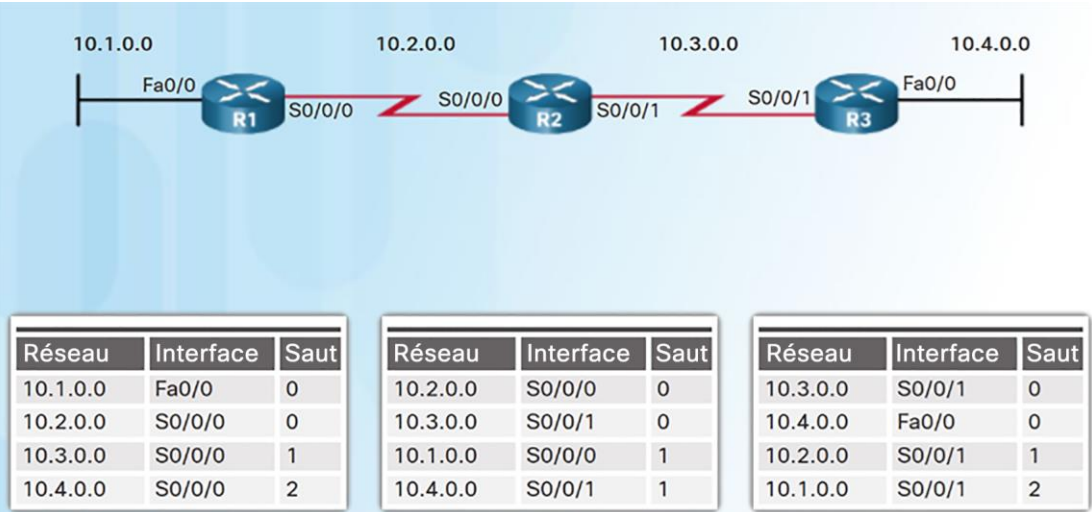 10.1.0.0 10.2.0.0 10.3.0.0 10.4.0.0
Fa0/0 S0/0/0 S0/0/0 S0/0/1 S0/0/1 Fa0/0
R1 R2 R3
Réseau Interface Saut
10.1.0.0 Fa0/0 0
10.2.0.0 S0/0/0 0
10.3.0.0 S0/0/0 1
10.4.0.0 S0/0/0 2
Réseau Interface Saut
10.2.0.0 S0/0/0 0
10.3.0.0 S0/0/1 0
10.1.0.0 S0/0/0 1
10.4.0.0 S0/0/1 1
Réseau Interface Saut
10.3.0.0 S0/0/1 0
10.4.0.0 Fa0/0 0
10.2.0.0 S0/0/1 1
10.1.0.0 S0/0/1 2